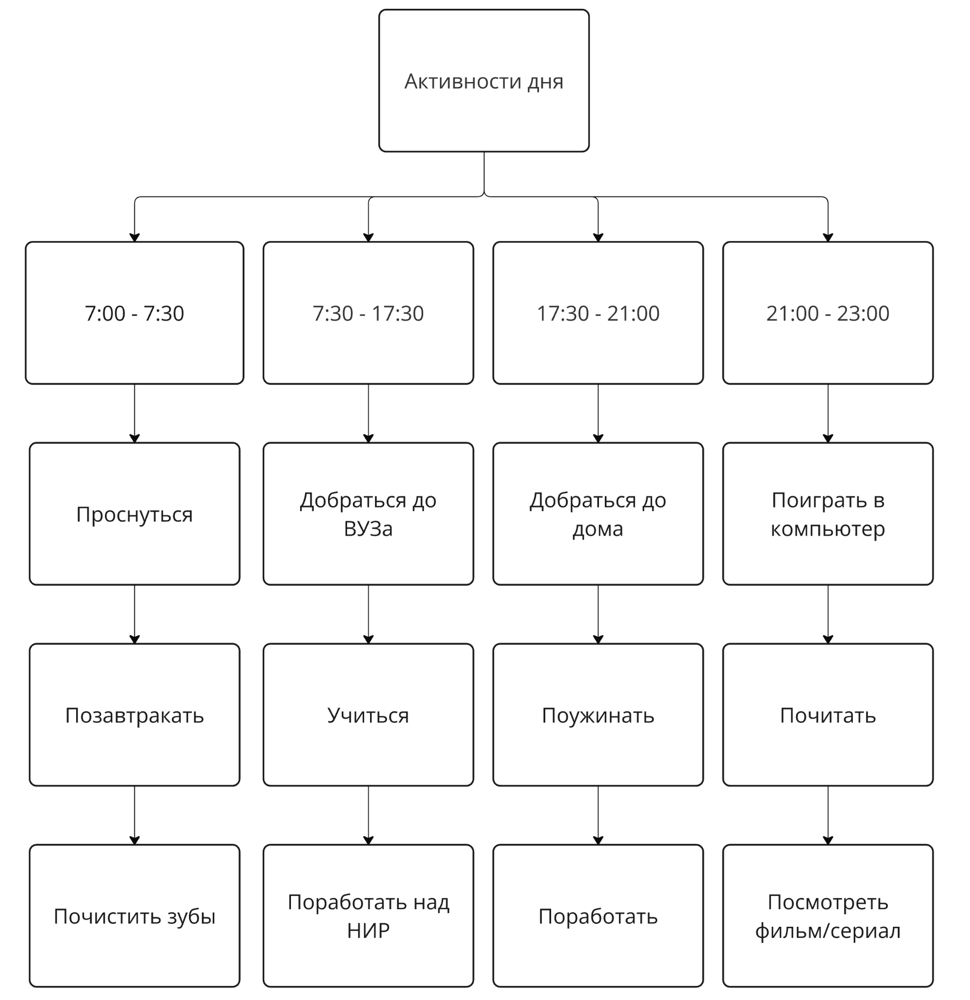 Активности дня
7:00 - 7:30
7:30 - 17:30
17:30 - 21:00
21:00 - 23:00
Проснуться
Добраться до
ВУЗа
Добраться до
дома
Поиграть в
компьютер
Позавтракать
Учиться
Поужинать
Почитать
Почистить зубы
Поработать над
НИР
Поработать
Посмотреть
фильм/сериал